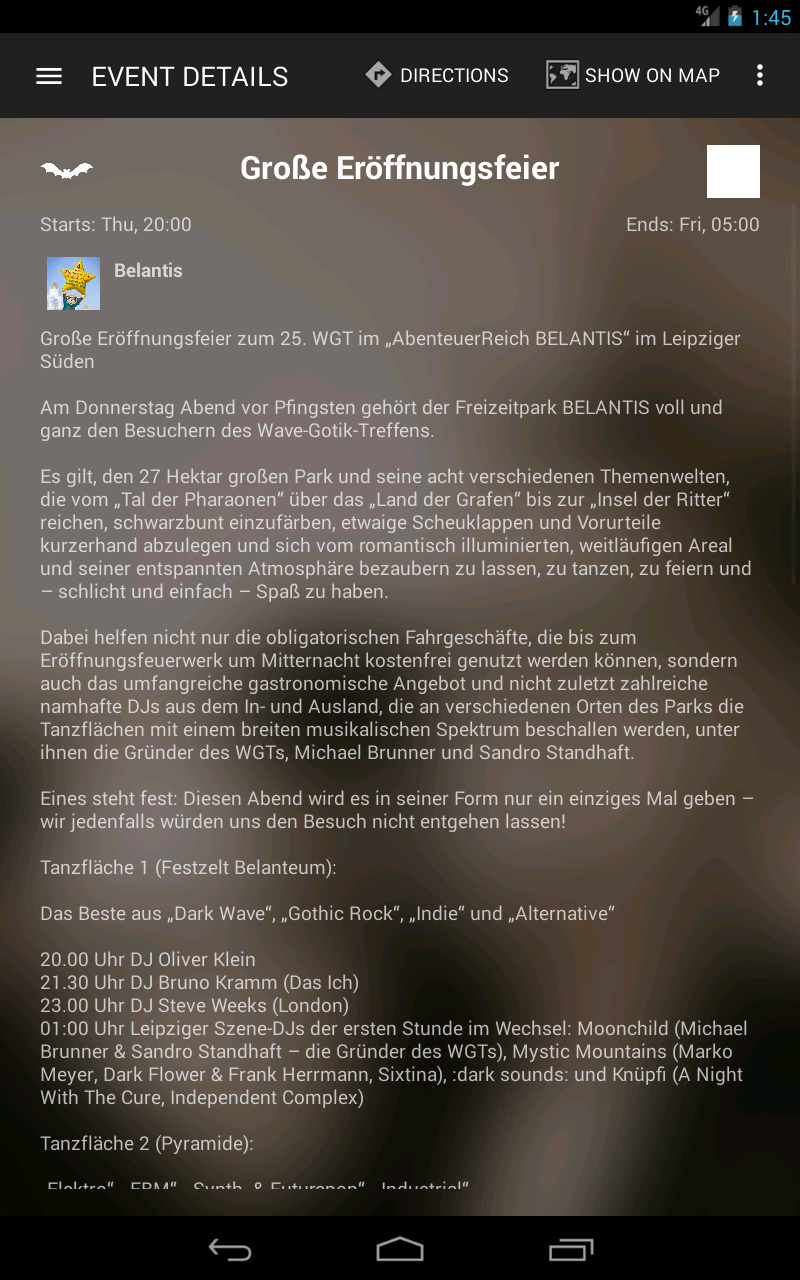 4G 1:45
EVENT DETAILS DIRECTIONS SHOW ON MAP
Große Eröffnungsfeier
Starts: Thu, 20:00 Ends: Fri, 05:00
Belantis
Große Eröffnungsfeier zum 25. WGT im „AbenteuerReich BELANTIS“ im Leipziger
Süden
Am Donnerstag Abend vor Pfingsten gehört der Freizeitpark BELANTIS voll und
ganz den Besuchern des Wave-Gotik-Treffens.
Es gilt, den 27 Hektar großen Park und seine acht verschiedenen Themenwelten,
die vom „Tal der Pharaonen“ über das „Land der Grafen“ bis zur „Insel der Ritter“
reichen, schwarzbunt einzufärben, etwaige Scheuklappen und Vorurteile
kurzerhand abzulegen und sich vom romantisch illuminierten, weitläufigen Areal
und seiner entspannten Atmosphäre bezaubern zu lassen, zu tanzen, zu feiern und
– schlicht und einfach – Spaß zu haben.
Dabei helfen nicht nur die obligatorischen Fahrgeschäfte, die bis zum
Eröffnungsfeuerwerk um Mitternacht kostenfrei genutzt werden können, sondern
auch das umfangreiche gastronomische Angebot und nicht zuletzt zahlreiche
namhafte DJs aus dem In- und Ausland, die an verschiedenen Orten des Parks die
Tanzflächen mit einem breiten musikalischen Spektrum beschallen werden, unter
ihnen die Gründer des WGTs, Michael Brunner und Sandro Standhaft.
Eines steht fest: Diesen Abend wird es in seiner Form nur ein einziges Mal geben –
wir jedenfalls würden uns den Besuch nicht entgehen lassen!
Tanzfläche 1 (Festzelt Belanteum):
Das Beste aus „Dark Wave“, „Gothic Rock“, „Indie“ und „Alternative“
20.00 Uhr DJ Oliver Klein
21.30 Uhr DJ Bruno Kramm (Das Ich)
23.00 Uhr DJ Steve Weeks (London)
01:00 Uhr Leipziger Szene-DJs der ersten Stunde im Wechsel: Moonchild (Michael
Brunner & Sandro Standhaft – die Gründer des WGTs), Mystic Mountains (Marko
Meyer, Dark Flower & Frank Herrmann, Sixtina), :dark sounds: und Knüpfi (A Night
With The Cure, Independent Complex)
Tanzfläche 2 (Pyramide):
„Elektro“, „EBM“, „Synth- & Futurepop“, „Industrial“